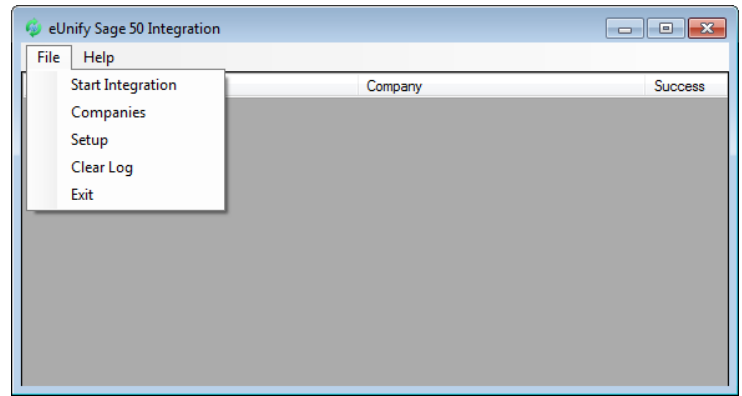 eUnify Sage 50 Integration
File Help
Start Integration
Company Success
Companies
Setup
Clear Log
Exit